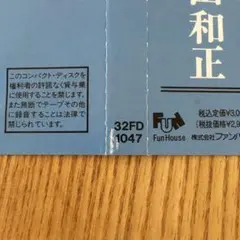 和正
このコンパクト・ディスクを
権利者の許諾なく賃貸業
に使用することを禁じます。
また無断でテープその他
に録音することは法律で
禁じられています。
32FD
1047
FUN
FunHouse
税込定価¥3,0
(税抜価格¥2,9
株式会社ファンハ